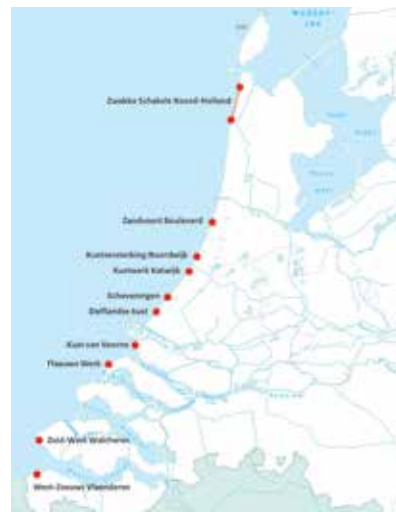 Zwakke Schakels Noord-Holland
Zandvoort Boulevard
Kustversterking Noordwijk
Kustwerk Katwijk
Scheveningen
Delflandse kust
Kust van Voorne
Flaauwe Werk
Zuid-West Walcheren
West-Zeeuws Vlaanderen